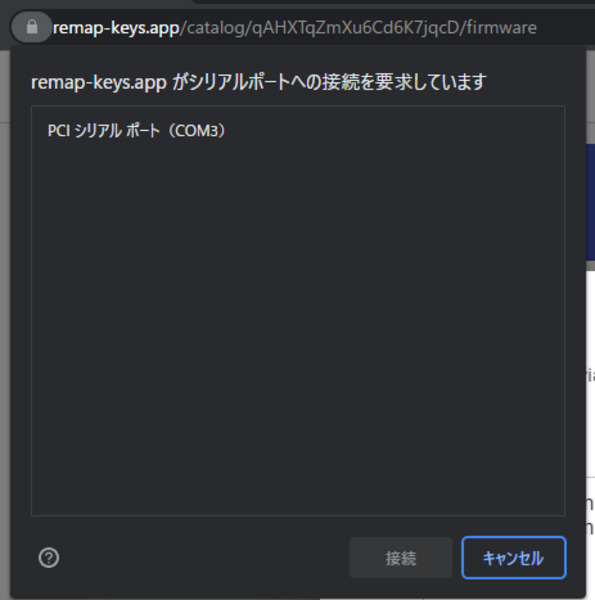 remap-keys.app/catalog/qAHXTqZmXu6Cd6K7jqcD/firmware
remap-keys.app がシリアルポートへの接続を要求しています
PCI シリアル ポート（COM3）
接続
キャンセル